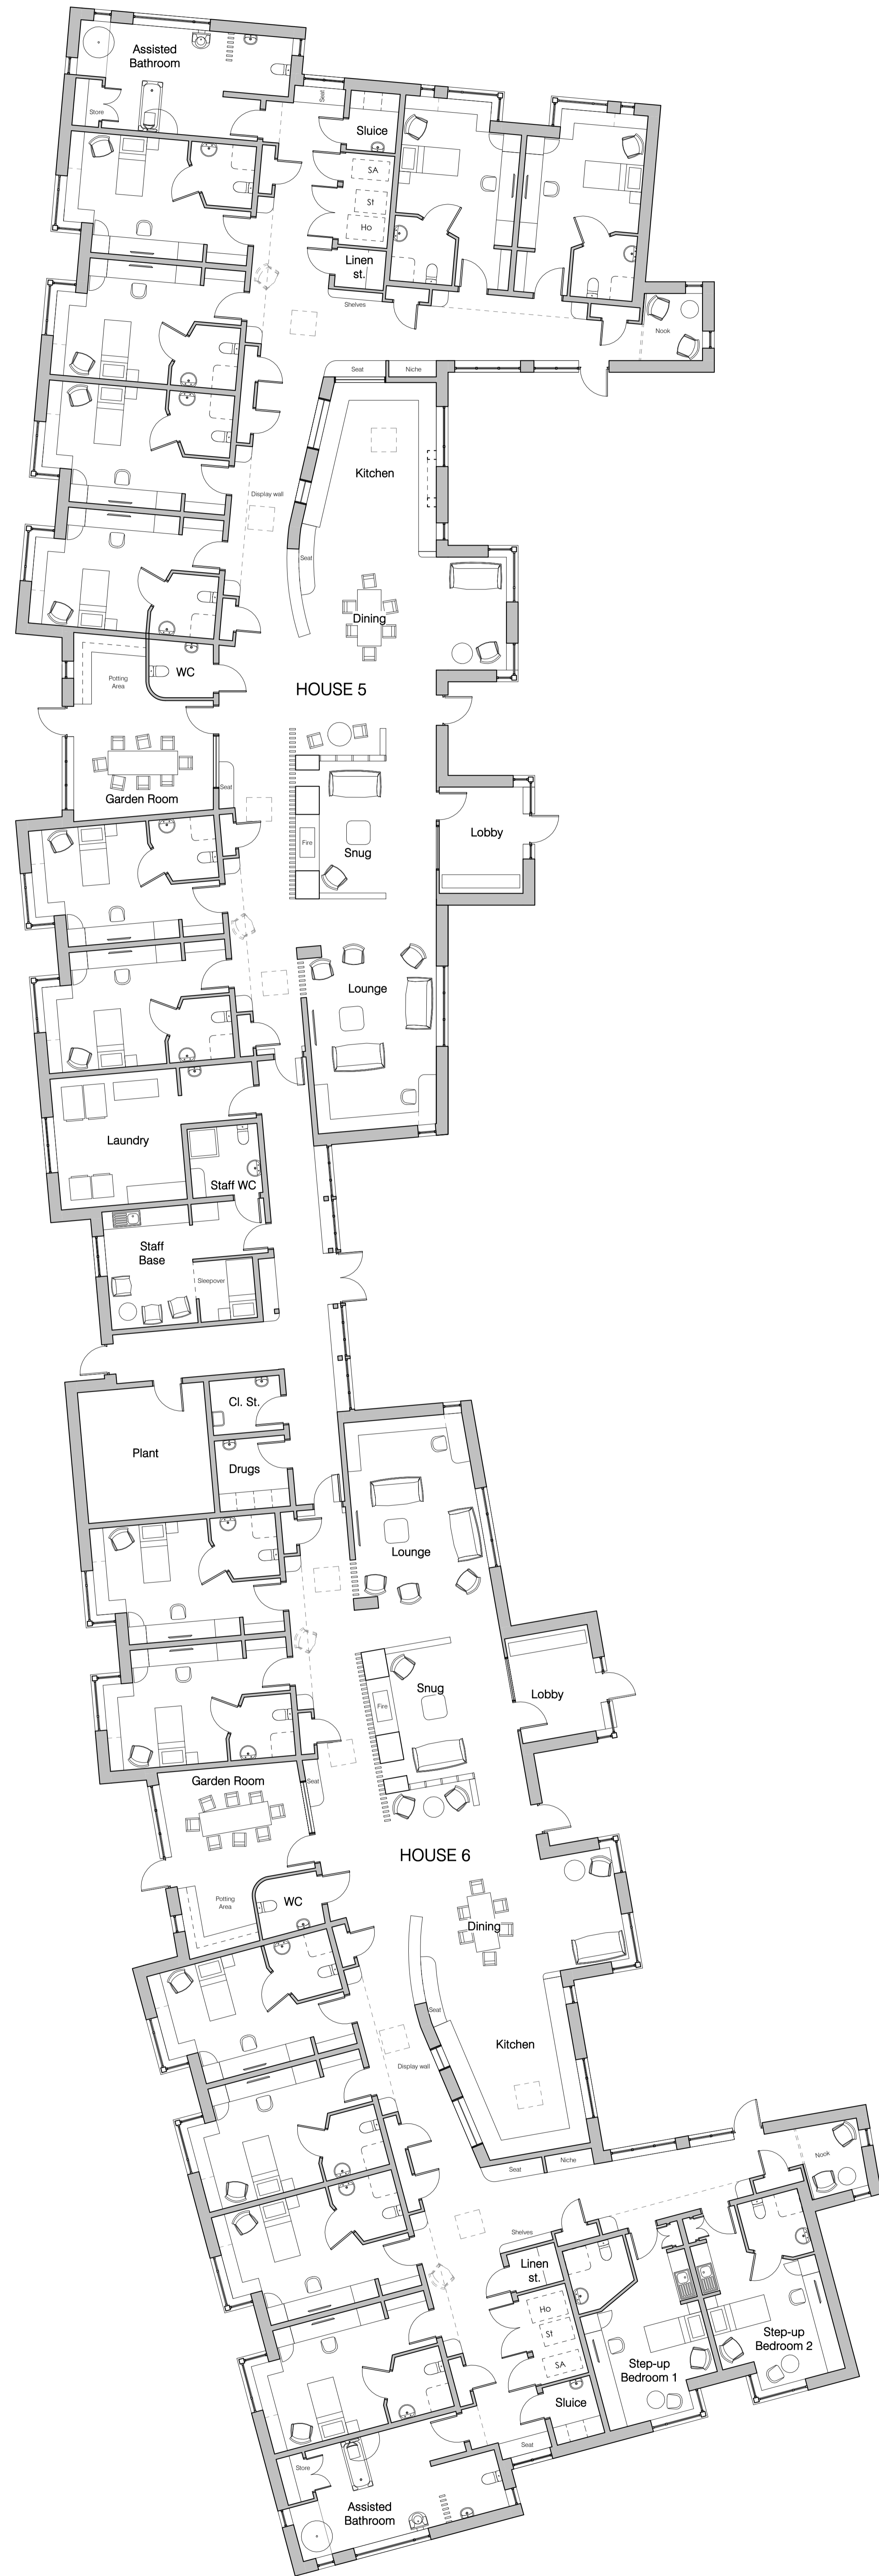 Assisted
Bathroom
Store
Seat
Sluice
SA
St
Ho
Linen
st.
Shelves
Nook
Seat
Niche
Kitchen
Display wall
Seat
Dining
WC
Potting
Area
HOUSE 5
Garden Room
Seat
Fire
Snug
Lobby
Lounge
Laundry
Staff WC
Staff
Base
Sleepover
Cl. St.
Plant
Drugs
Lounge
Snug
Lobby
Fire
Garden Room
Seat
HOUSE 6
Potting
Area
WC
Dining
Seat
Kitchen
Display wall
Niche
Seat
Nook
Shelves
Linen
st.
Ho
St
SA
Step-up
Bedroom 2
Step-up
Bedroom 1
Sluice
Seat
Store
Assisted
Bathroom